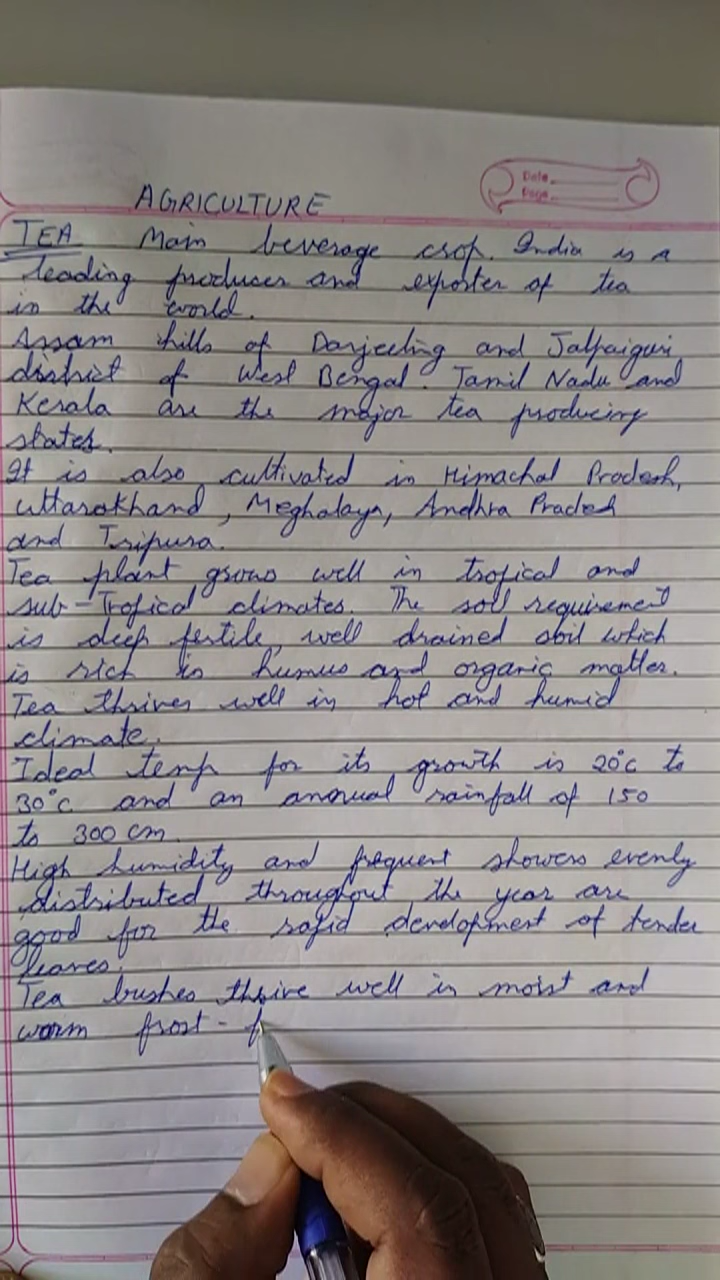 Date
Page
AGRICULTURE
TEA Main beverage crop. India is a
leading producer and exporter of tea
in the world.
Assam hills of Darjeeling and Jalpaiguri
district of West Bengal. Tamil Nadu and
Kerala are the major tea producing
states.
It is also cultivated in Himachal Pradesh,
Uttarakhand, Meghalaya, Andhra Pradesh
and Tripura.
Tea plant grows well in tropical and
sub-Tropical climates. The soil requirement
is deep fertile, well drained soil which
is rich in humus and organic matter.
Tea thrives well in hot and humid
climate.
Ideal temp for its growth is 20°c to
30°c and an annual rainfall of 150
to 300 cm.
High humidity and frequent showers evenly
distributed throughout the year are
good for the rapid development of tender
leaves.
Tea bushes thrive well in moist and
warm frost - f